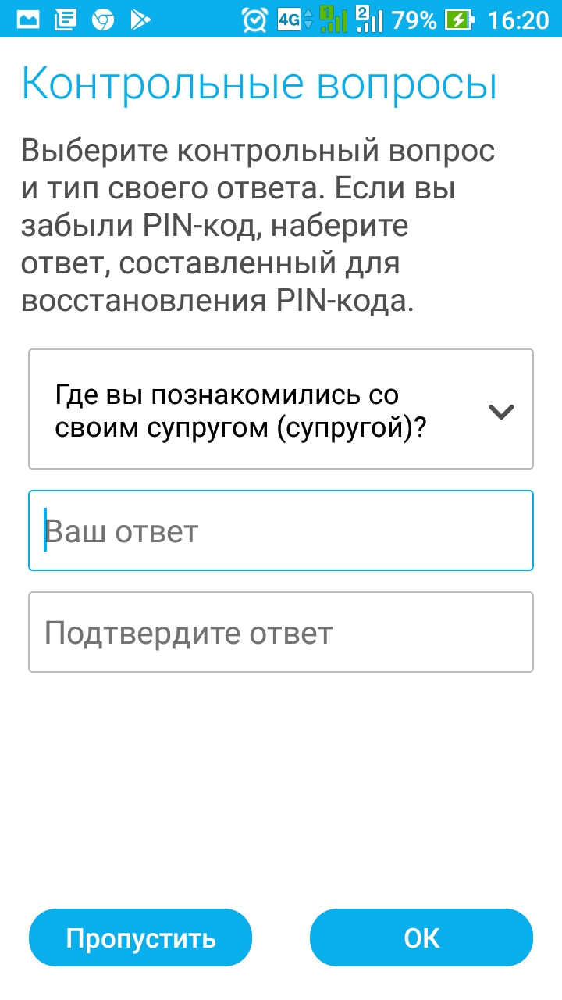 4G 1 2 79% 16:20
Контрольные вопросы
Выберите контрольный вопрос
и тип своего ответа. Если вы
забыли PIN-код, наберите
ответ, составленный для
восстановления PIN-кода.
Где вы познакомились со
своим супругом (супругой)?
Ваш ответ
Подтвердите ответ
Пропустить
ОК